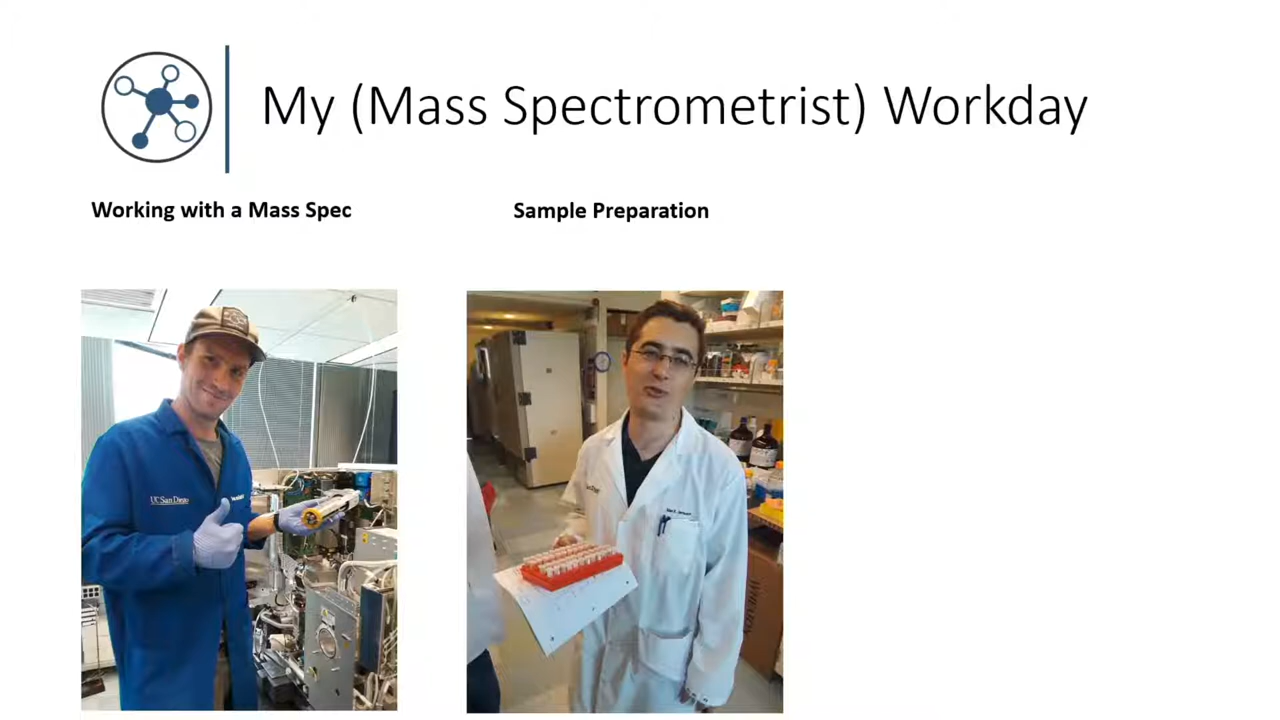 My (Mass Spectrometrist) Workday
Working with a Mass Spec
Sample Preparation
UC San Diego